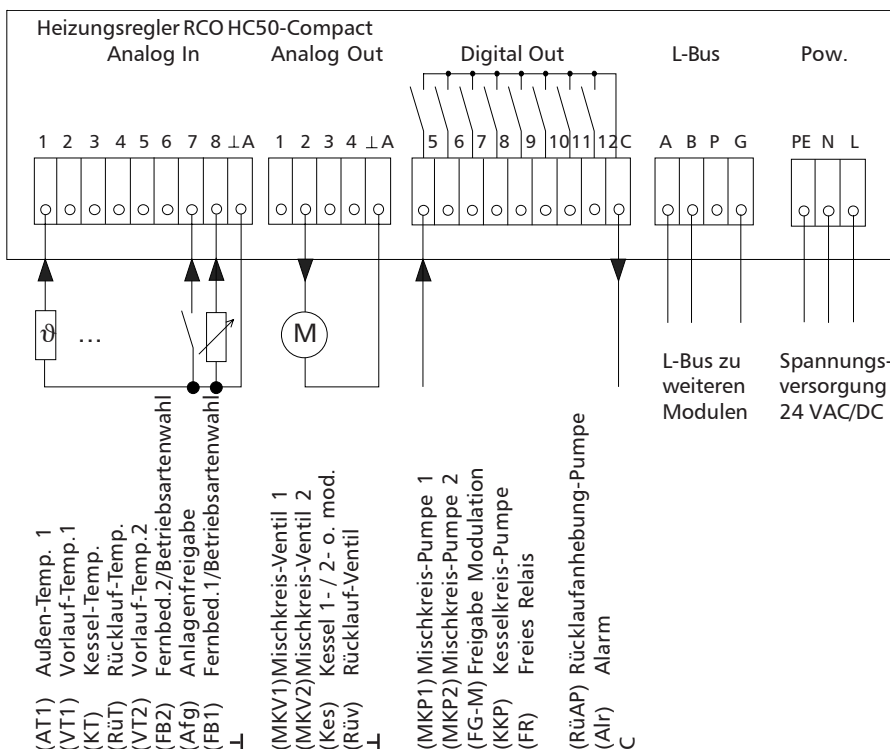 Heizungsregler RCO HC50-Compact
Analog In
Analog Out
Digital Out
L-Bus
Pow.
1 2 3 4 5 6 7 8 ⊥ A
1 2 3 4 ⊥ A
5 6 7 8 9 10 11 12 C
A B P G
PE N L
ϑ ...
M
L-Bus zu
weiteren
Modulen
Spannungs-
versorgung
24 VAC/DC
(AT1) Außen-Temp. 1
(VT1) Vorlauf-Temp.1
(KT) Kessel-Temp.
(RüT) Rücklauf-Temp.
(VT2) Vorlauf-Temp.2
(FB2) Fernbed.2/Betriebsartenwahl
(Afg) Anlagenfreigabe
(FB1) Fernbed.1/Betriebsartenwahl
⊥
(MKV1) Mischkreis-Ventil 1
(MKV2) Mischkreis-Ventil 2
(Kes) Kessel 1- / 2- o. mod.
(Rüv) Rücklauf-Ventil
⊥
(MKP1) Mischkreis-Pumpe 1
(MKP2) Mischkreis-Pumpe 2
(FG-M) Freigabe Modulation
(KKP) Kesselkreis-Pumpe
(FR) Freies Relais
(RüAP) Rücklaufanhebung-Pumpe
(Alr) Alarm
C